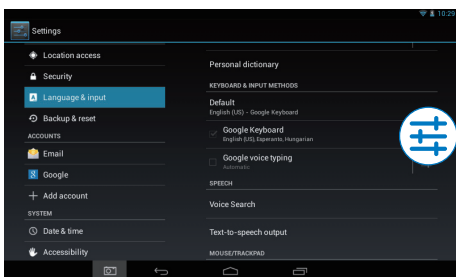 10:29
Settings
Location access
Security
Language & input
Backup & reset
ACCOUNTS
Email
Google
Add account
SYSTEM
Date & time
Accessibility
Personal dictionary
KEYBOARD & INPUT METHODS
Default
English (US) - Google Keyboard
Google Keyboard
English (US), Esperanto, Hungarian
Google voice typing
Automatic
SPEECH
Voice Search
Text-to-speech output
MOUSE/TRACKPAD